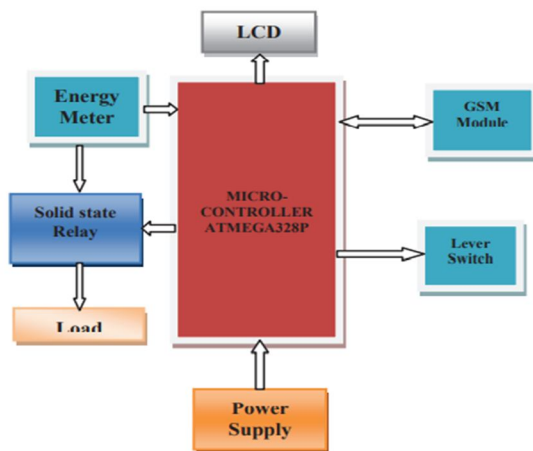 LCD
Energy
Meter
GSM
Module
MICRO-
CONTROLLER
ATMEGA328P
Solid state
Relay
Lever
Switch
Load
Power
Supply